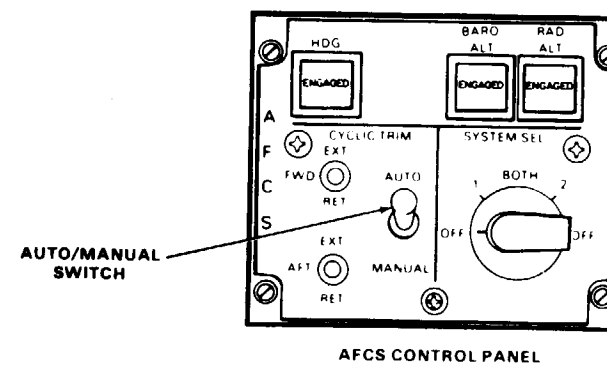 HDG
BARO
ALT
RAD
ALT
ENGAGED
ENGAGED
ENGAGED
A
F
C
S
CYCLIC TRIM
EXT
FWD
RET
EXT
AFT
RET
AUTO
MANUAL
SYSTEM SEL
BOTH
1
2
OFF
OFF
AUTO/MANUAL
SWITCH
AFCS CONTROL PANEL